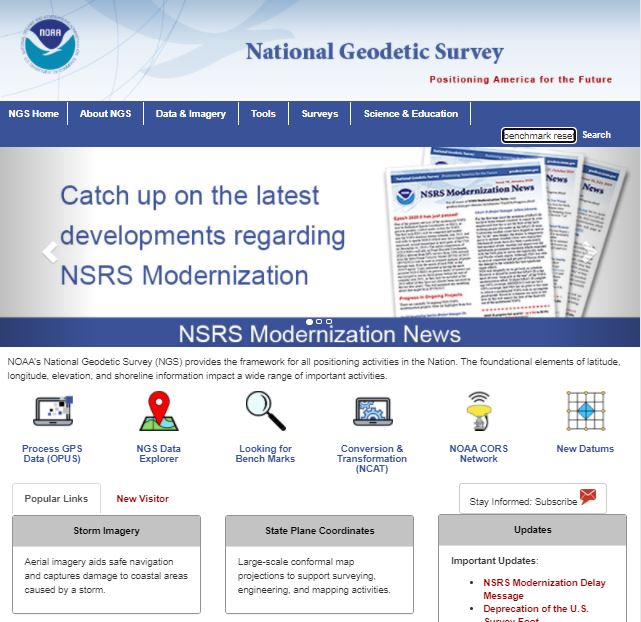 NOAA
National Geodetic Survey
Positioning America for the Future
NGS Home About NGS Data & Imagery Tools Surveys Science & Education
benchmark reset Search
Catch up on the latest
developments regarding
NSRS Modernization
NSRS Modernization News
NSRS Modernization News
NOAA's National Geodetic Survey (NGS) provides the framework for all positioning activities in the Nation. The foundational elements of latitude,
longitude, elevation, and shoreline information impact a wide range of important activities.
Process GPS
Data (OPUS)
NGS Data
Explorer
Looking for
Bench Marks
Conversion &
Transformation
(NCAT)
NOAA CORS
Network
New Datums
Popular Links New Visitor
Stay Informed: Subscribe
Storm Imagery
Aerial imagery aids safe navigation
and captures damage to coastal areas
caused by a storm.
State Plane Coordinates
Large-scale conformal map
projections to support surveying,
engineering, and mapping activities.
Updates
Important Updates:
NSRS Modernization Delay
Message
Deprecation of the U.S.
Survey Foot